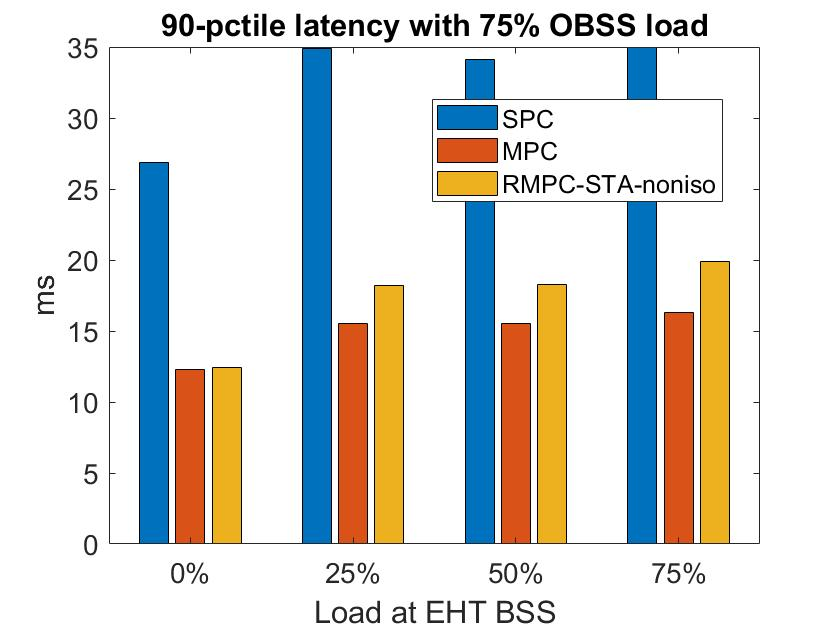 90-pctile latency with 75% OBSS load
35
30
25
20
15
10
5
0
ms
SPC
MPC
RMPC-STA-noniso
0% 25% 50% 75%
Load at EHT BSS